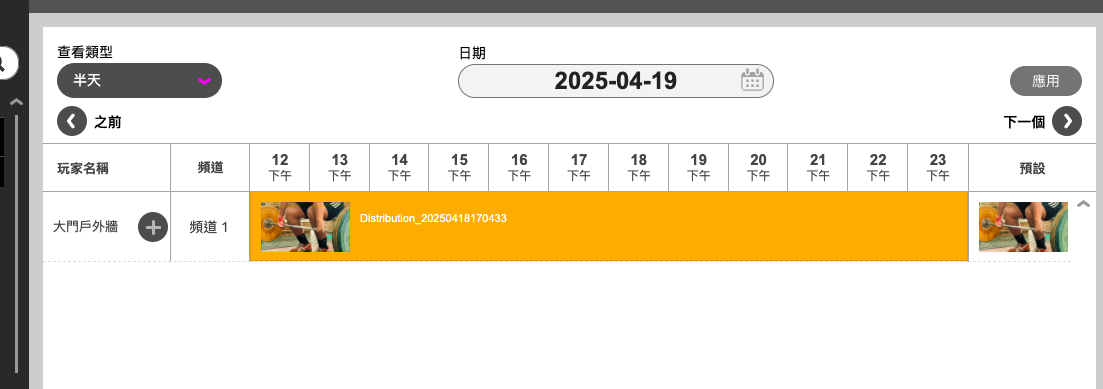 查看類型
日期
半天
2025-04-19
應用
之前
下一個
玩家名稱
頻道
12
下午
13
下午
14
下午
15
下午
16
下午
17
下午
18
下午
19
下午
20
下午
21
下午
22
下午
23
下午
預設
大門戶外牆
頻道 1
Distribution_20250418170433